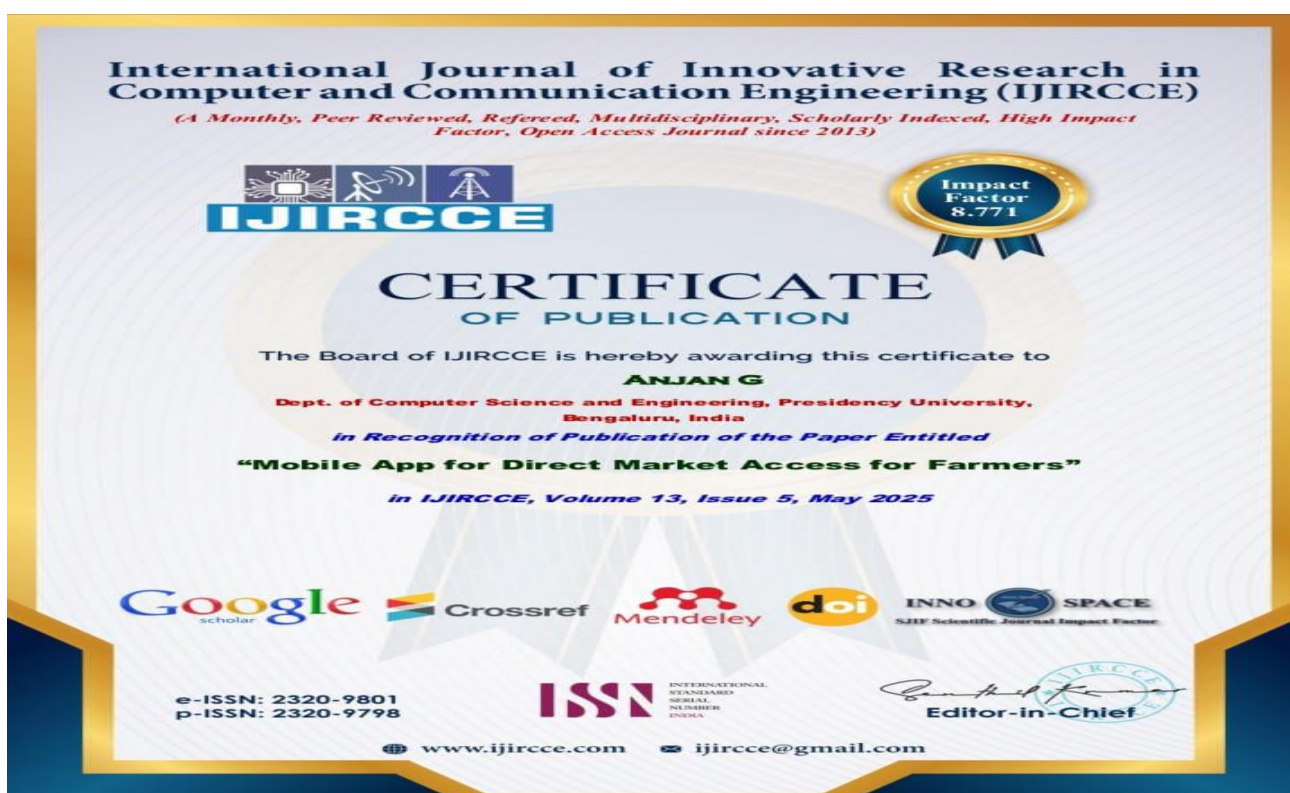 International Journal of Innovative Research in
Computer and Communication Engineering (IJIRCCE)
(A Monthly, Peer Reviewed, Refereed, Multidisciplinary, Scholarly Indexed, High Impact
Factor, Open Access Journal since 2013)
IJIRCCE
Impact
Factor
8.771
CERTIFICATE
OF PUBLICATION
The Board of IJIRCCE is hereby awarding this certificate to
ANJAN G
Dept. of Computer Science and Engineering, Presidency University,
Bengaluru, India
in Recognition of Publication of the Paper Entitled
“Mobile App for Direct Market Access for Farmers”
in IJIRCCE, Volume 13, Issue 5, May 2025
Google
scholar
Crossref
Mendeley
doi
INNO SPACE
SJIF Scientific Journal Impact Factor
e-ISSN: 2320-9801
p-ISSN: 2320-9798
ISSN
INTERNATIONAL
STANDARD
SERIAL
NUMBER
INDIA
IJIRCCE
Senthil Kumar
Editor-in-Chief
www.ijircce.com ijircce@gmail.com